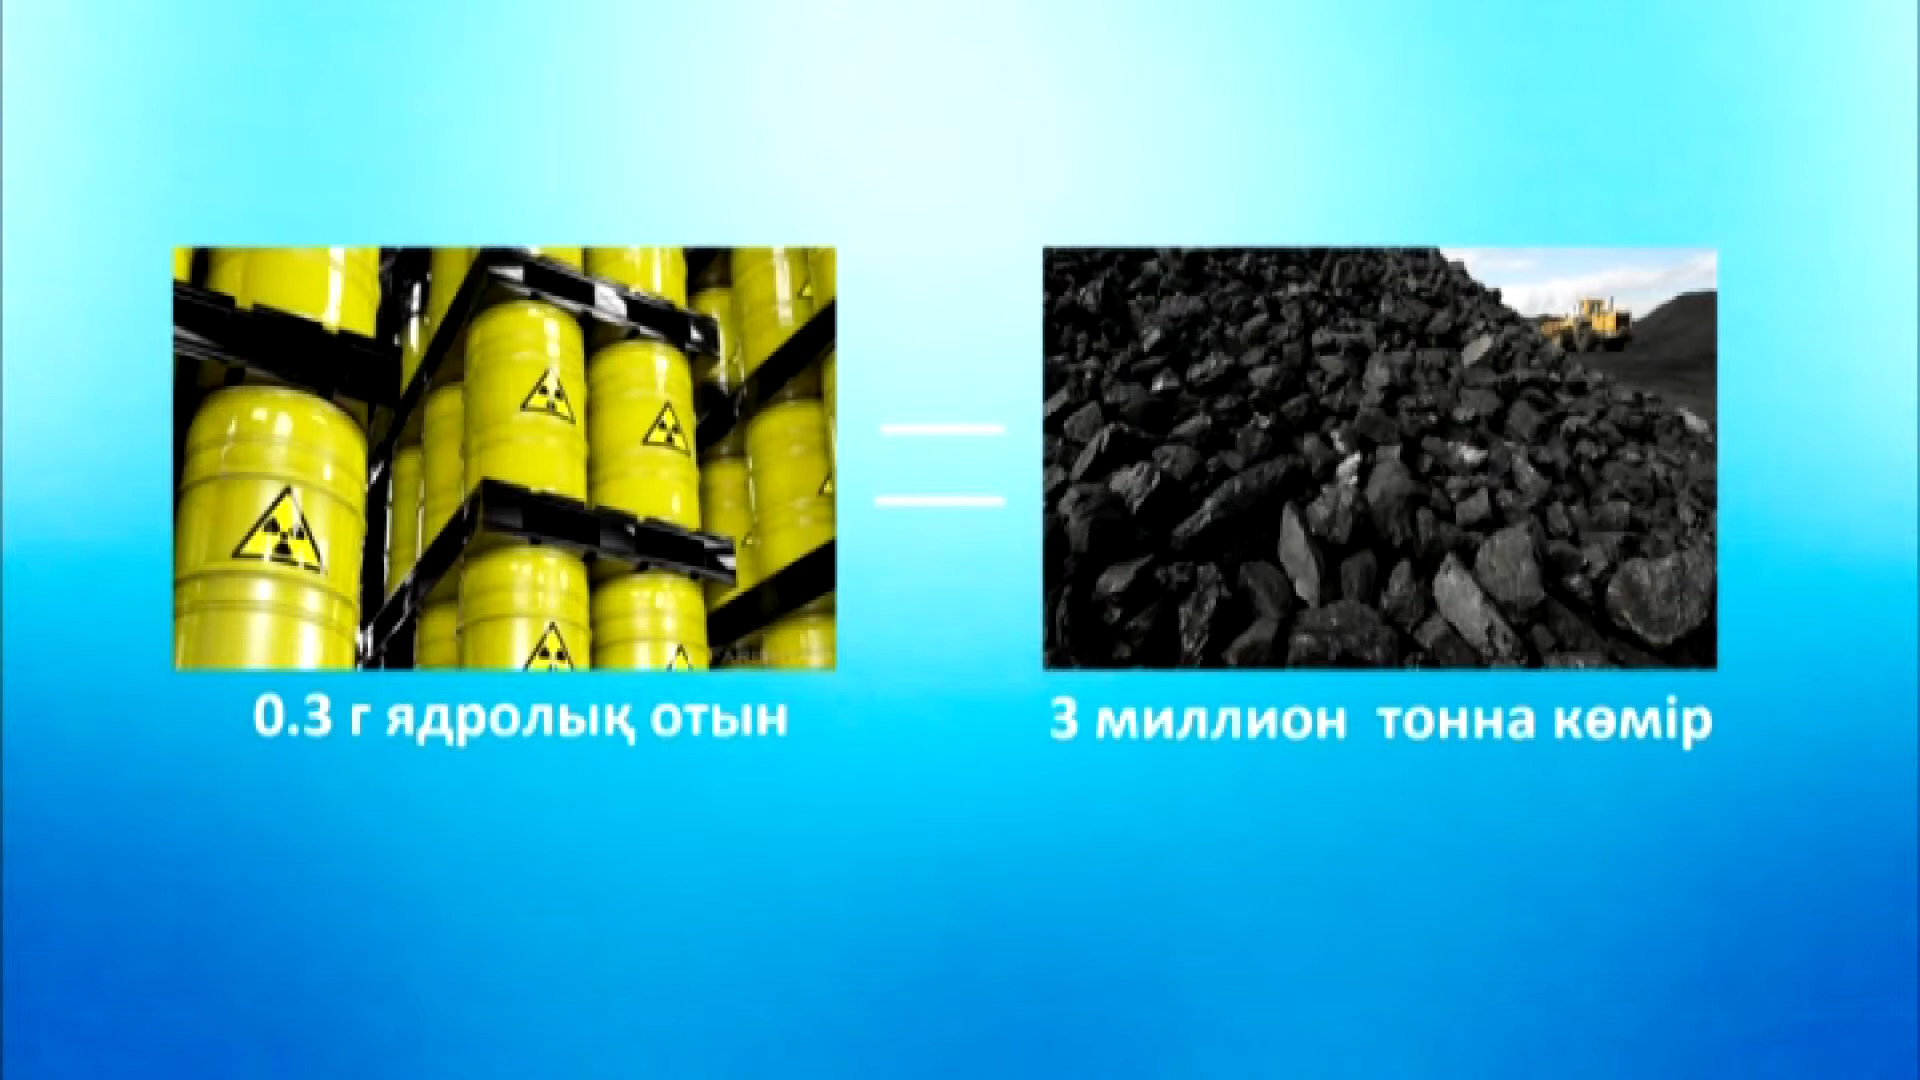 0.3 г ядролық отын
3 миллион тонна көмір